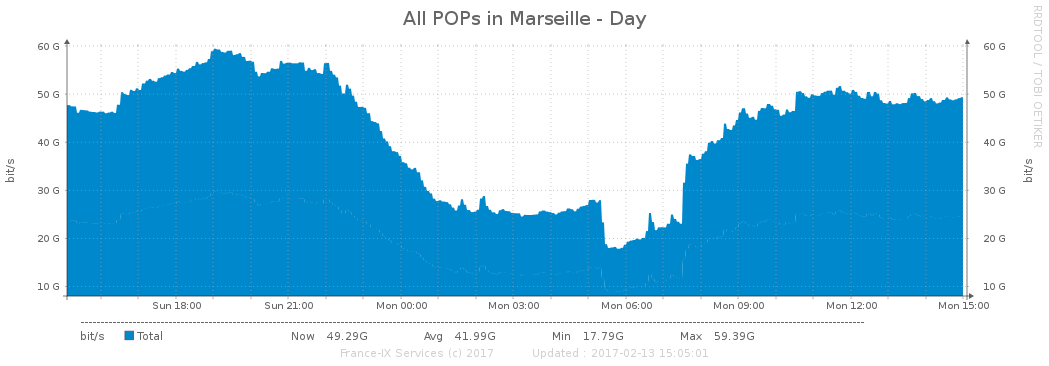 All POPs in Marseille - Day
RRDTOOL / TOBI OETIKER
bit/s
60 G
50 G
40 G
30 G
20 G
10 G
60 G
50 G
40 G
30 G
20 G
10 G
bit/s
Sun 18:00 Sun 21:00 Mon 00:00 Mon 03:00 Mon 06:00 Mon 09:00 Mon 12:00 Mon 15:00
bit/s Total Now 49.29G Avg 41.99G Min 17.79G Max 59.39G
France-IX Services (c) 2017 Updated : 2017-02-13 15:05:01